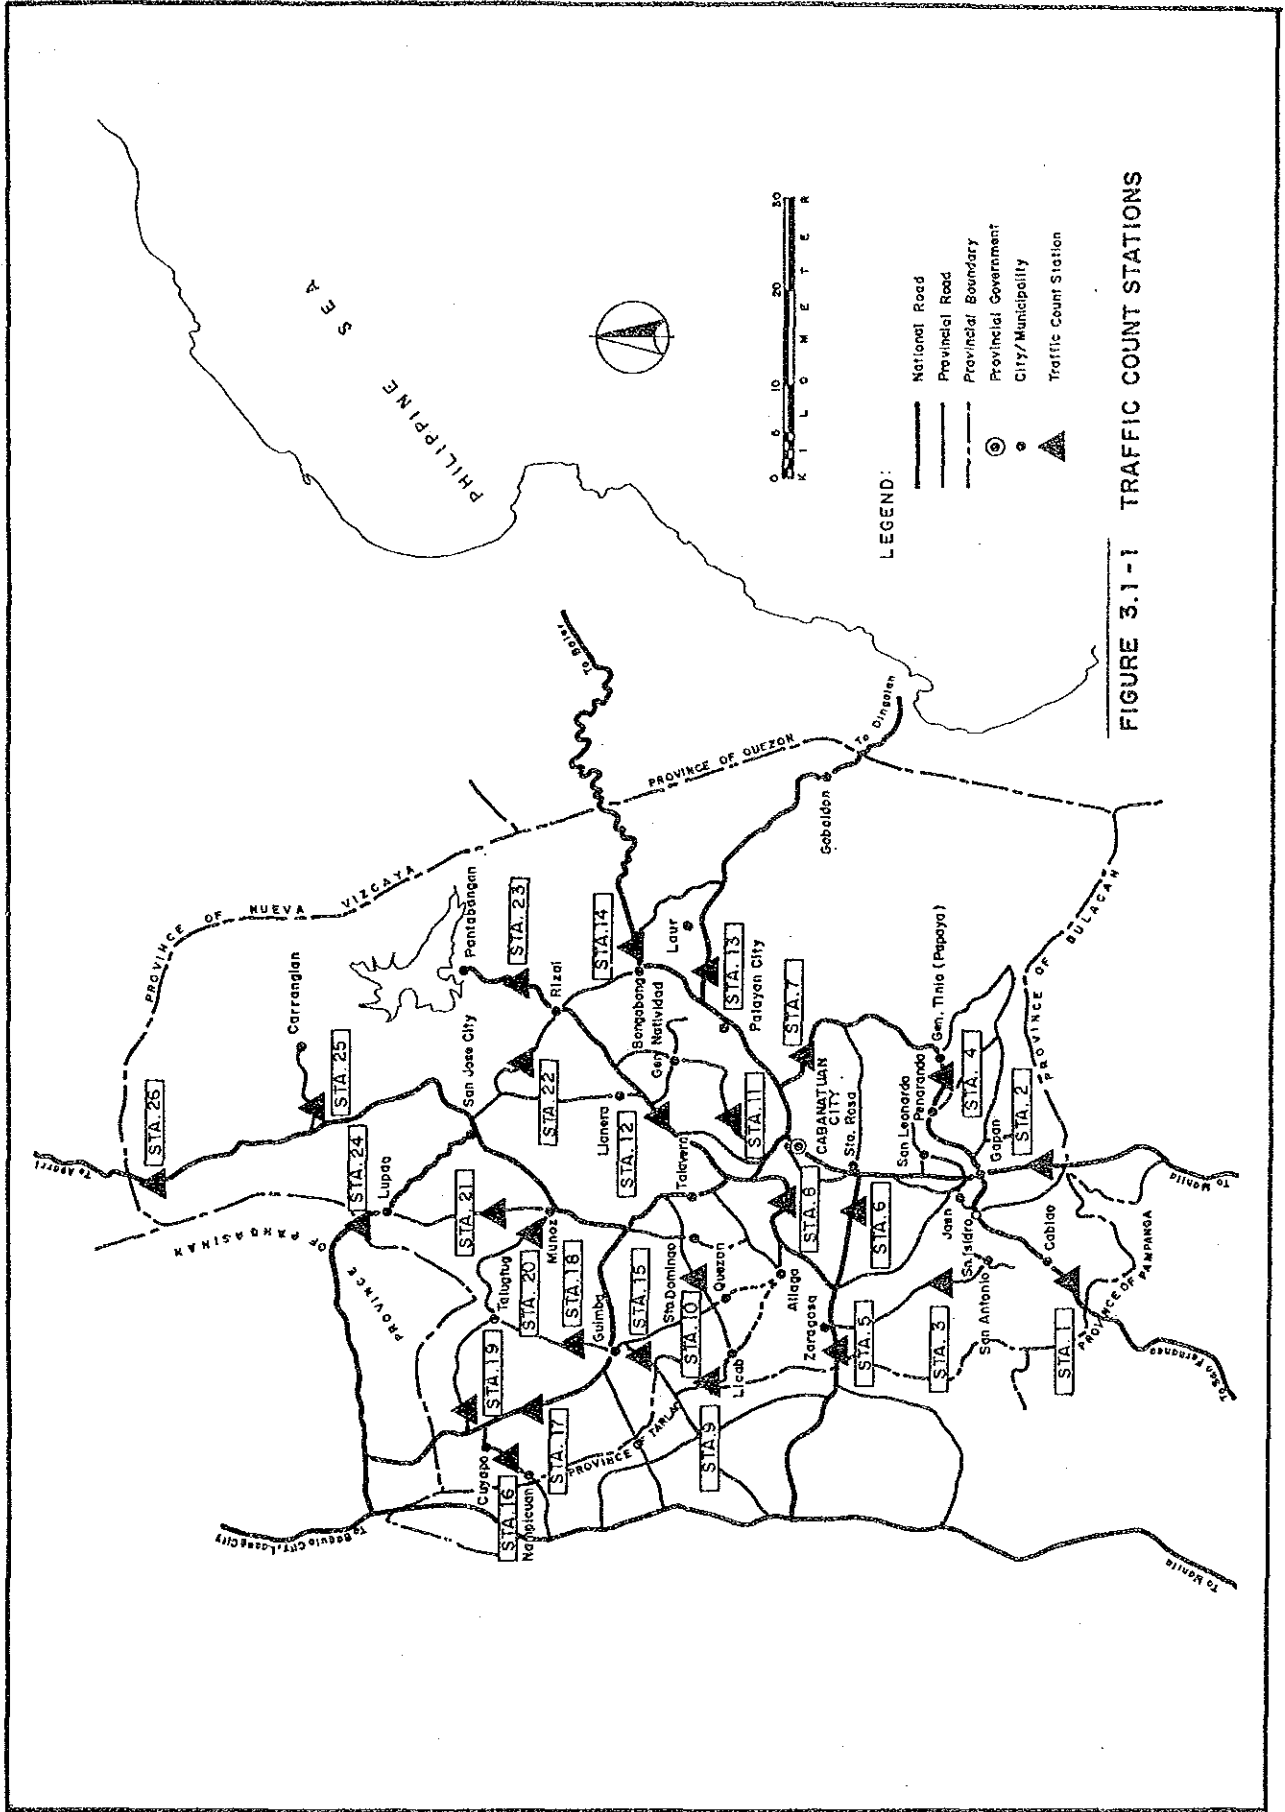 PHILIPPINE SEA
0 5 10 20 30
KILOMETER
LEGEND:
National Road
Provincial Road
Provincial Boundary
Provincial Government
City/Municipality
Traffic Count Station
FIGURE 3.1-1 TRAFFIC COUNT STATIONS
To Aparri
STA. 26
PROVINCE OF NUEVA VIZCAYA
Carranglan
STA. 25
STA. 24
Lupao
PROVINCE OF PANGASINAN
San Jose City
Pantabangan
STA. 23
Rizal
STA. 22
STA. 21
Munoz
Talugtug
STA. 20
STA. 19
STA. 18
Guimba
STA. 17
Cuyapo
STA. 16
Nampicuan
To Baguio City, Laoag City
PROVINCE OF TARLAC
STA. 15
Sto Domingo
STA. 10
Quezon
STA. 9
Licab
Aliaga
Talavera
STA. 12
Llanera
Gen. Natividad
Bongabong
STA. 14
To Baler
PROVINCE OF QUEZON
Laur
STA. 13
Palayan City
STA. 11
CABANATUAN CITY
STA. 7
STA. 8
Gabaldon
To Dingalan
Zaragosa
STA. 5
STA. 6
Sta. Rosa
STA. 3
San Antonio
Sn. Isidro
Jaen
San Leonardo
Penaranda
Gen. Tinio (Papaya)
STA. 4
Gapan
STA. 2
Cabiao
STA. 1
PROVINCE OF BULACAN
PROVINCE OF PAMPANGA
To Manila
To San Fernando
To Manila